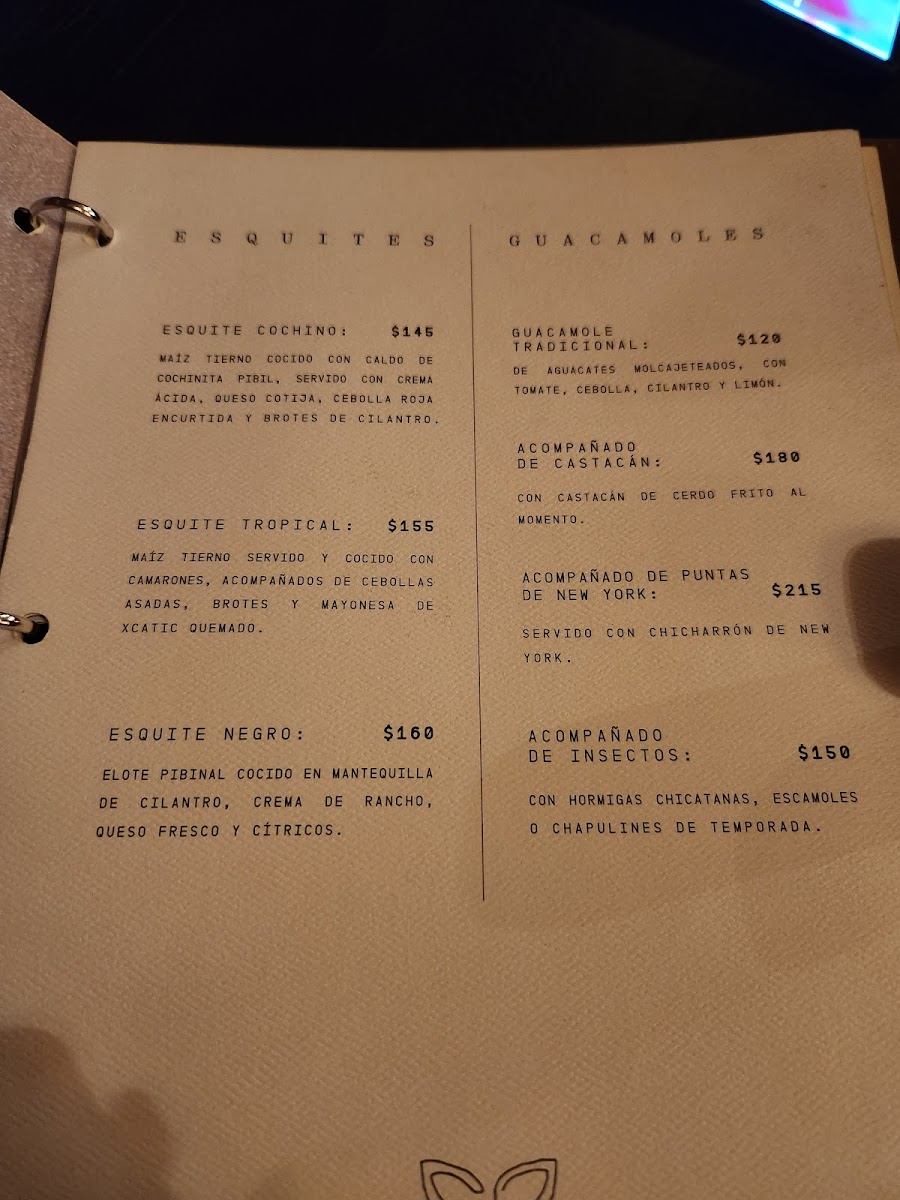 ESQUITES
ESQUITE COCHINO: $145
MAÍZ TIERNO COCIDO CON CALDO DE
COCHINITA PIBIL, SERVIDO CON CREMA
ÁCIDA, QUESO COTIJA, CEBOLLA ROJA
ENCURTIDA Y BROTES DE CILANTRO.
ESQUITE TROPICAL: $155
MAÍZ TIERNO SERVIDO Y COCIDO CON
CAMARONES, ACOMPAÑADOS DE CEBOLLAS
ASADAS, BROTES Y MAYONESA DE
XCATIC QUEMADO.
ESQUITE NEGRO: $160
ELOTE PIBINAL COCIDO EN MANTEQUILLA
DE CILANTRO, CREMA DE RANCHO,
QUESO FRESCO Y CÍTRICOS.
GUACAMOLES
GUACAMOLE
TRADICIONAL: $120
DE AGUACATES MOLCAJETEADOS, CON
TOMATE, CEBOLLA, CILANTRO Y LIMÓN.
ACOMPAÑADO
DE CASTACÁN: $180
CON CASTACÁN DE CERDO FRITO AL
MOMENTO.
ACOMPAÑADO DE PUNTAS
DE NEW YORK: $215
SERVIDO CON CHICHARRÓN DE NEW
YORK.
ACOMPAÑADO
DE INSECTOS: $150
CON HORMIGAS CHICATANAS, ESCAMOLES
O CHAPULINES DE TEMPORADA.